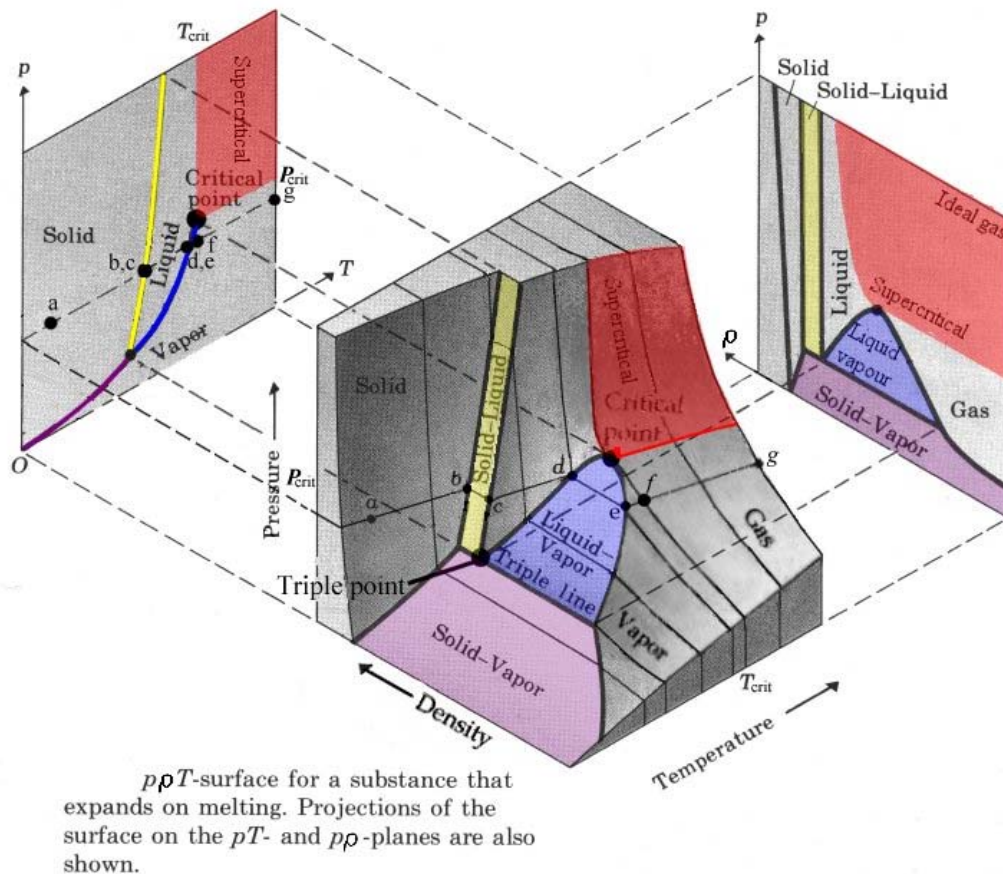 T_crit
p
Supercritical
P_crit
g
Critical
point
Solid
Liquid
f
b,c
d,e
T
a
Vapor
O
p
Solid
Solid–Liquid
Ideal gas
Liquid
Supercritical
ρ
Liquid
vapour
Gas
Solid–Vapor
Pressure
P_crit
Solid
Solid–Liquid
Supercritical
Critical
point
a
b
c
d
e
f
g
Liquid–
Vapor
Gas
Triple point
Triple line
Vapor
Solid–Vapor
T_crit
Density
Temperature
pρT-surface for a substance that
expands on melting. Projections of the
surface on the pT- and pρ-planes are also
shown.